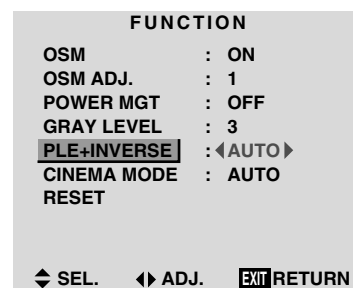 FUNCTION
OSM : ON
OSM ADJ. : 1
POWER MGT : OFF
GRAY LEVEL : 3
PLE+INVERSE : ◀AUTO▶
CINEMA MODE : AUTO
RESET
SEL. ADJ. EXIT RETURN